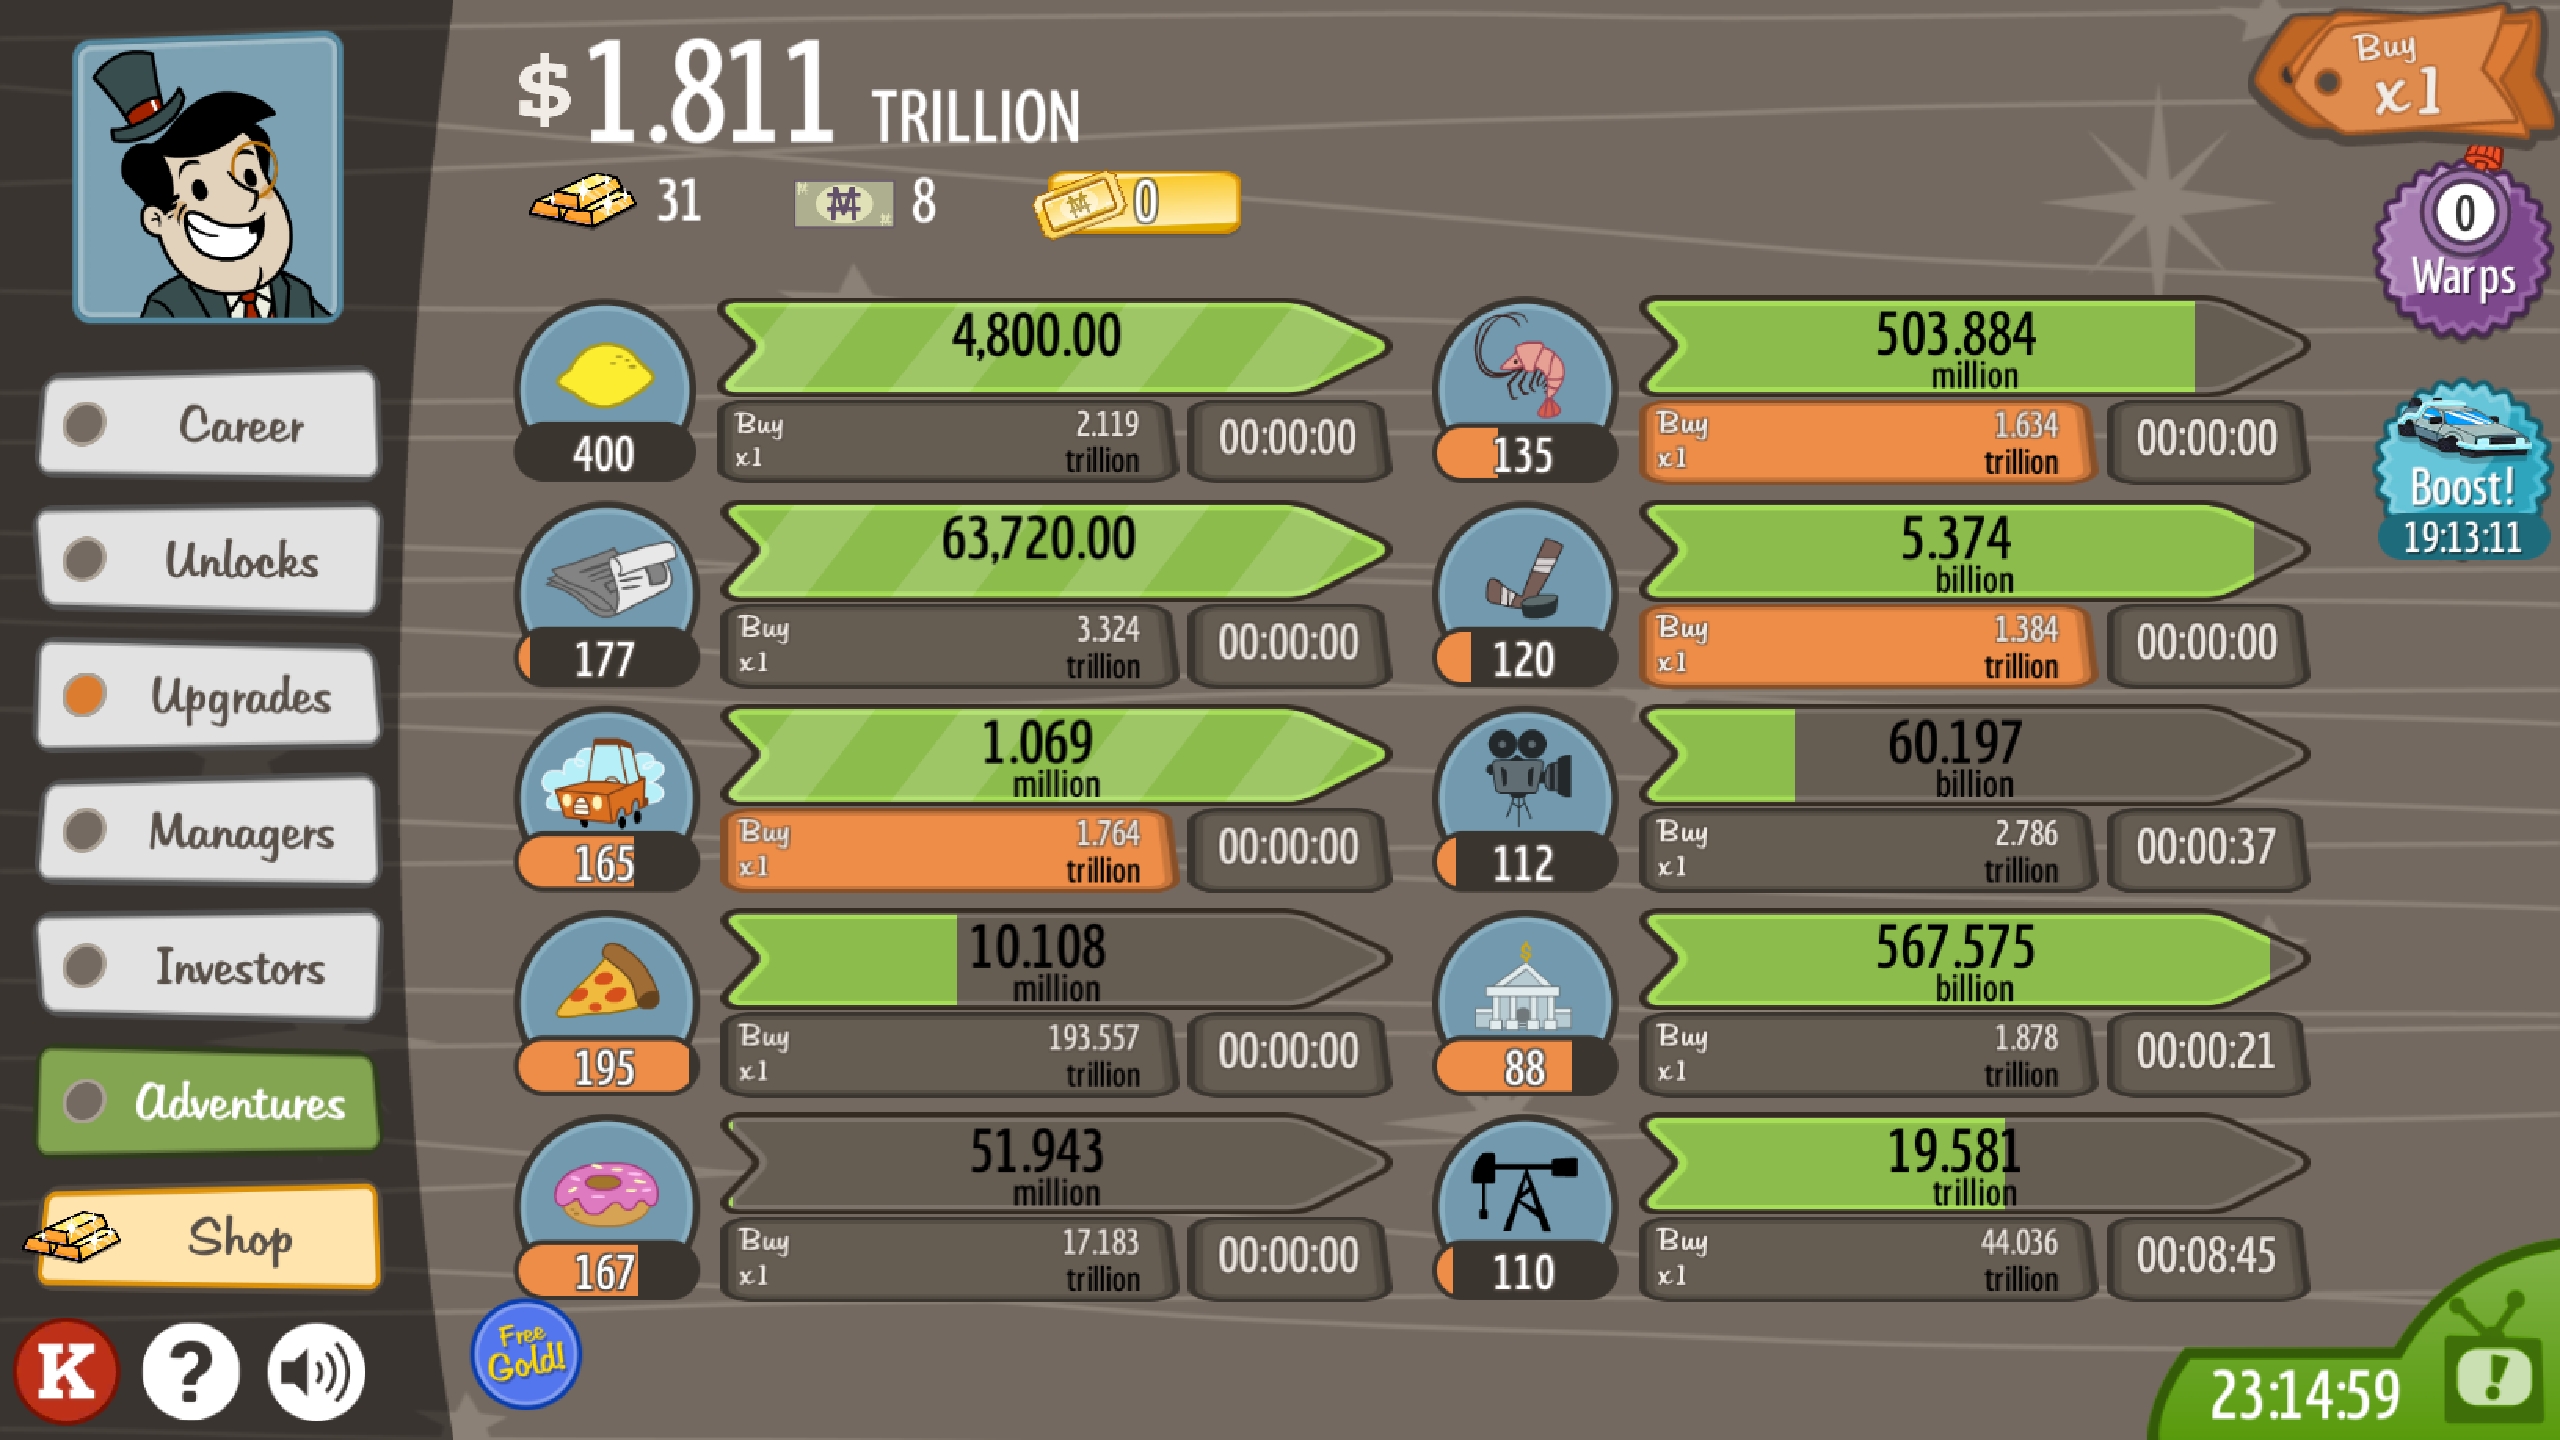 $1.811 TRILLION
Buy
x1
31
8
0
0
Warps
Boost!
19:13:11
Career
Unlocks
Upgrades
Managers
Investors
Adventures
Shop
K
?
4,800.00
400
Buy
x1
2.119
trillion
00:00:00
63,720.00
177
Buy
x1
3.324
trillion
00:00:00
1.069
million
165
Buy
x1
1.764
trillion
00:00:00
10.108
million
195
Buy
x1
193.557
trillion
00:00:00
51.943
million
167
Buy
x1
17.183
trillion
00:00:00
503.884
million
135
Buy
x1
1.634
trillion
00:00:00
5.374
billion
120
Buy
x1
1.384
trillion
00:00:00
60.197
billion
112
Buy
x1
2.786
trillion
00:00:37
567.575
billion
88
Buy
x1
1.878
trillion
00:00:21
19.581
trillion
110
Buy
x1
44.036
trillion
00:08:45
Free
Gold!
23:14:59
!